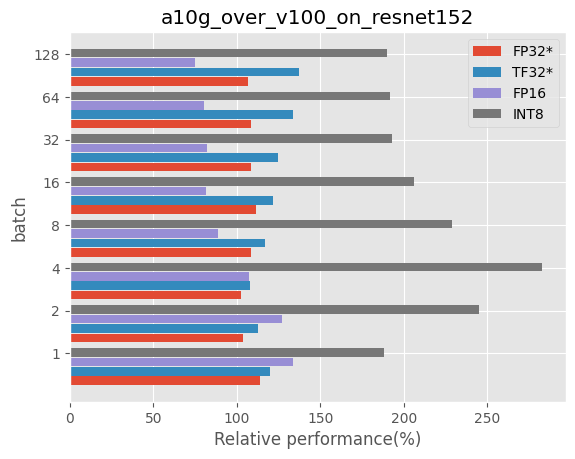 a10g_over_v100_on_resnet152
FP32*
TF32*
FP16
INT8
128
64
32
16
8
4
2
1
batch
0 50 100 150 200 250
Relative performance(%)